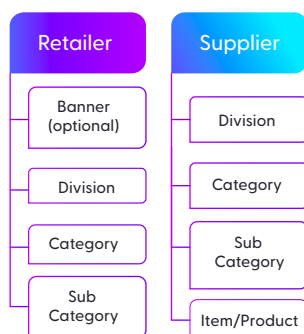 Retailer
Banner
(optional)
Division
Category
Sub
Category
Supplier
Division
Category
Sub
Category
Item/Product